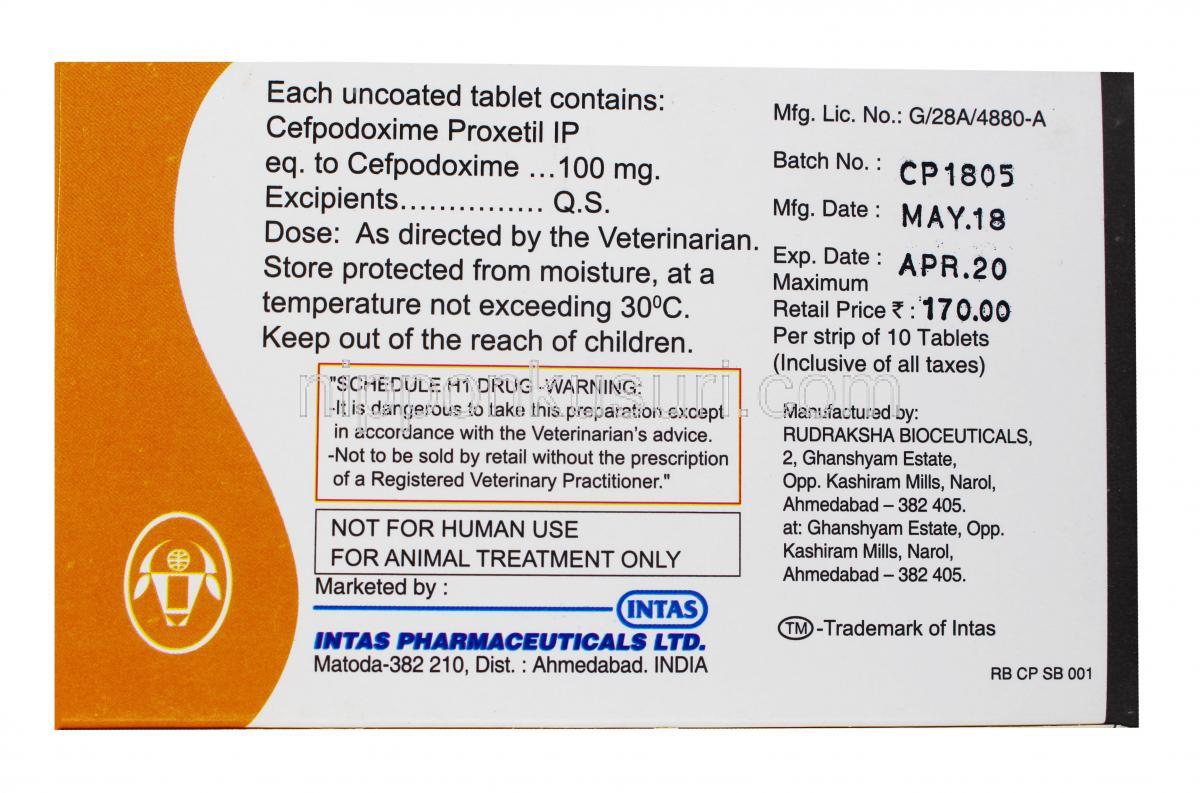 Each uncoated tablet contains:
Cefpodoxime Proxetil IP
eq. to Cefpodoxime ...100 mg.
Excipients............... Q.S.
Dose: As directed by the Veterinarian.
Store protected from moisture, at a
temperature not exceeding 30⁰C.
Keep out of the reach of children.
"SCHEDULE H1 DRUG -WARNING:
-It is dangerous to take this preparation except
in accordance with the Veterinarian's advice.
-Not to be sold by retail without the prescription
of a Registered Veterinary Practitioner."
NOT FOR HUMAN USE
FOR ANIMAL TREATMENT ONLY
Marketed by :
INTAS
INTAS PHARMACEUTICALS LTD.
Matoda-382 210, Dist. : Ahmedabad. INDIA
Mfg. Lic. No.: G/28A/4880-A
Batch No. : CP1805
Mfg. Date : MAY.18
Exp. Date : APR.20
Maximum
Retail Price ₹ : 170.00
Per strip of 10 Tablets
(Inclusive of all taxes)
Manufactured by:
RUDRAKSHA BIOCEUTICALS,
2, Ghanshyam Estate,
Opp. Kashiram Mills, Narol,
Ahmedabad – 382 405.
at: Ghanshyam Estate, Opp.
Kashiram Mills, Narol,
Ahmedabad – 382 405.
TM -Trademark of Intas
RB CP SB 001
nipponkusuri.com